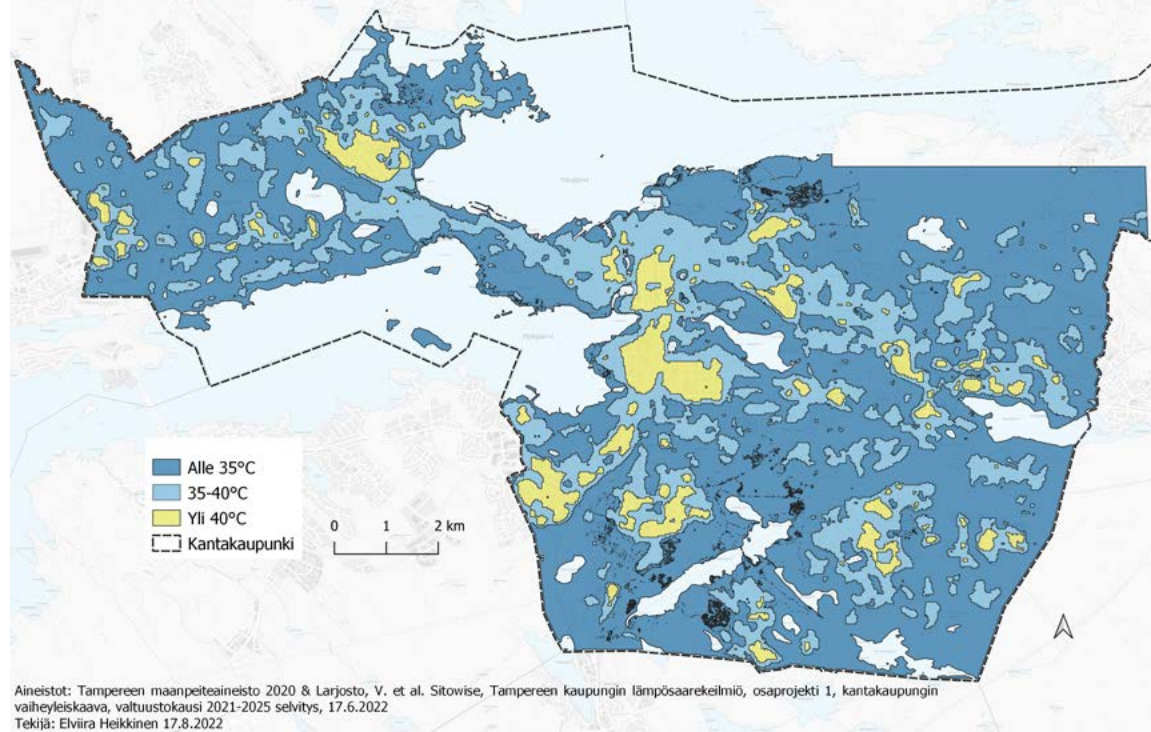 Näsijärvi
Pyhäjärvi
Alle 35°C
35-40°C
Yli 40°C
Kantakaupunki
0 1 2 km
Aineistot: Tampereen maanpeiteaineisto 2020 & Larjosto, V. et al. Sitowise, Tampereen kaupungin lämpösaarekeilmiö, osaprojekti 1, kantakaupungin
vaiheyleiskaava, valtuustokausi 2021-2025 selvitys, 17.6.2022
Tekijä: Elviira Heikkinen 17.8.2022